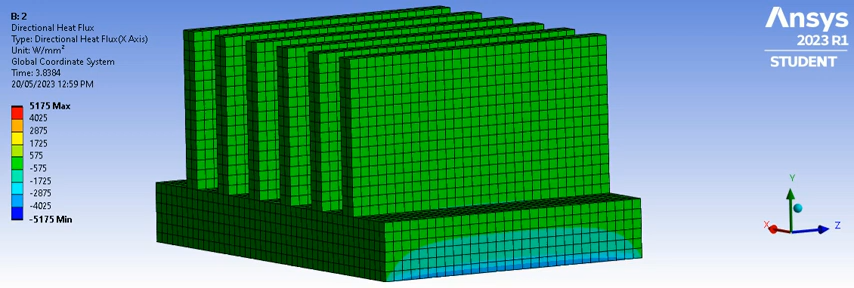 B: 2
Directional Heat Flux
Type: Directional Heat Flux(X Axis)
Unit: W/mm²
Global Coordinate System
Time: 3.8384
20/05/2023 12:59 PM
5175 Max
4025
2875
1725
575
-575
-1725
-2875
-4025
-5175 Min
Ansys
2023 R1
STUDENT
Y
X
Z